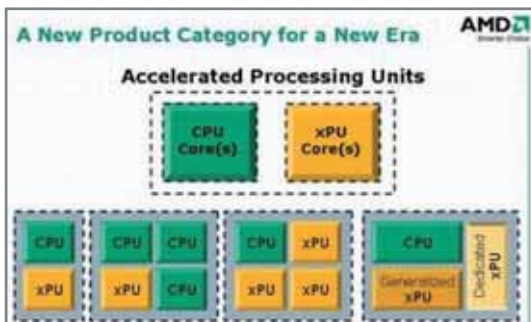 A New Product Category for a New Era
AMD
Accelerated Processing Units
CPU
Core(s)
xPU
Core(s)
CPU
xPU
CPU CPU
xPU CPU
CPU xPU
xPU xPU
CPU
Generalized
xPU
Dedicated
xPU